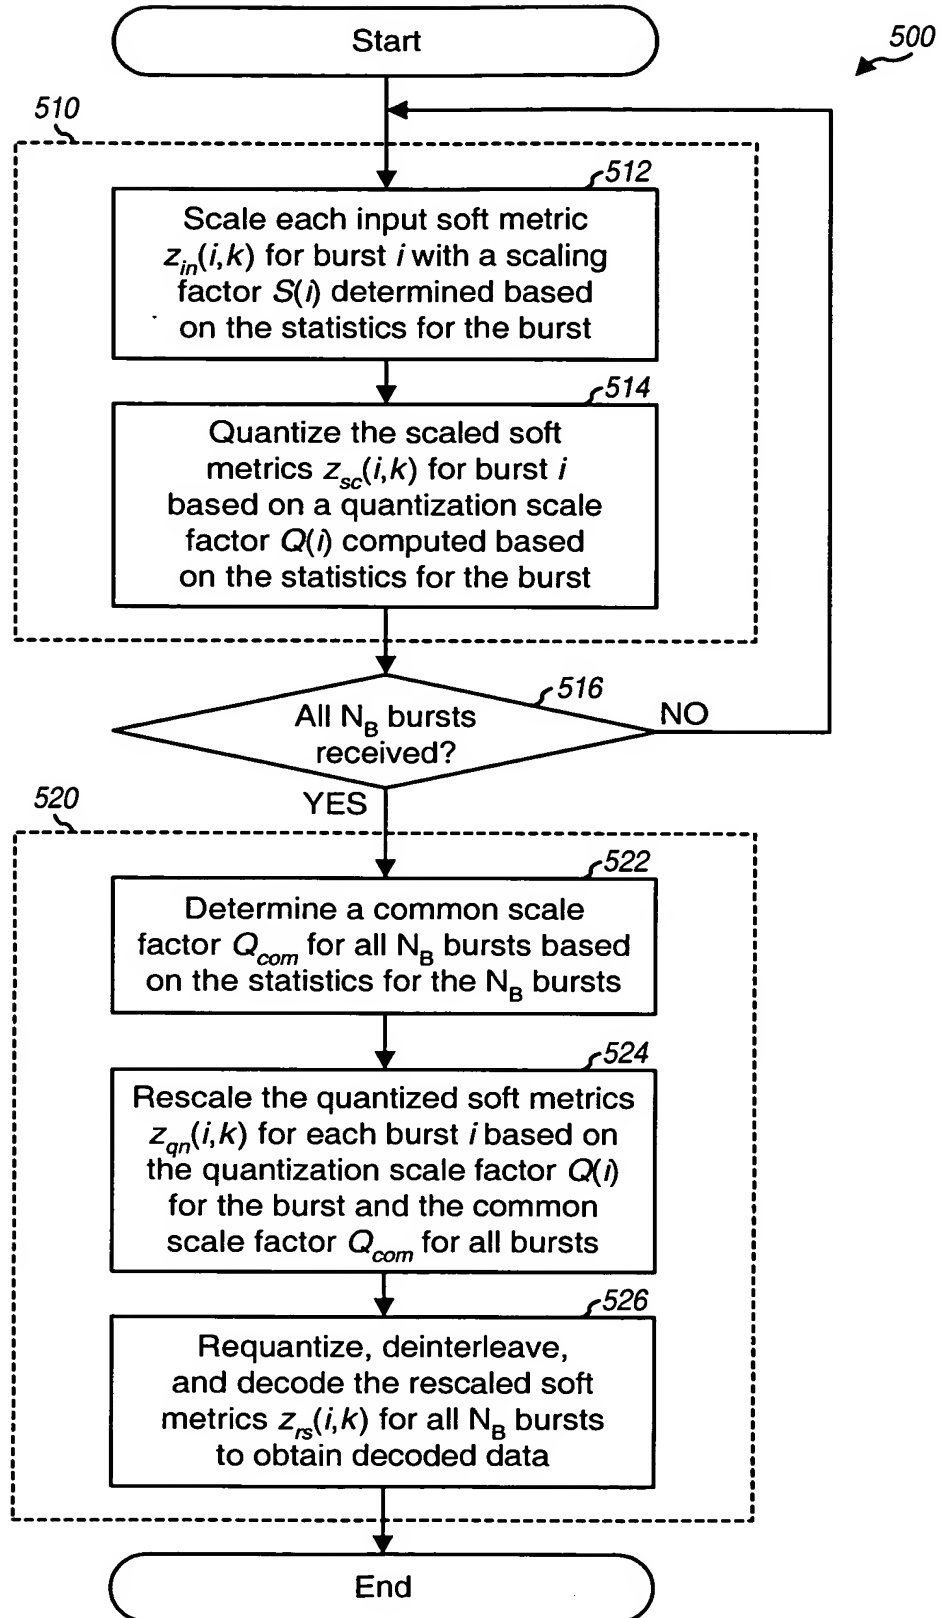 Start
500
510
512
Scale each input soft metric
z_in(i,k) for burst i with a scaling
factor S(i) determined based
on the statistics for the burst
514
Quantize the scaled soft
metrics z_sc(i,k) for burst i
based on a quantization scale
factor Q(i) computed based
on the statistics for the burst
516
All N_B bursts
received?
NO
YES
520
522
Determine a common scale
factor Q_com for all N_B bursts based
on the statistics for the N_B bursts
524
Rescale the quantized soft metrics
z_qn(i,k) for each burst i based on
the quantization scale factor Q(i)
for the burst and the common
scale factor Q_com for all bursts
526
Requantize, deinterleave,
and decode the rescaled soft
metrics z_rs(i,k) for all N_B bursts
to obtain decoded data
End